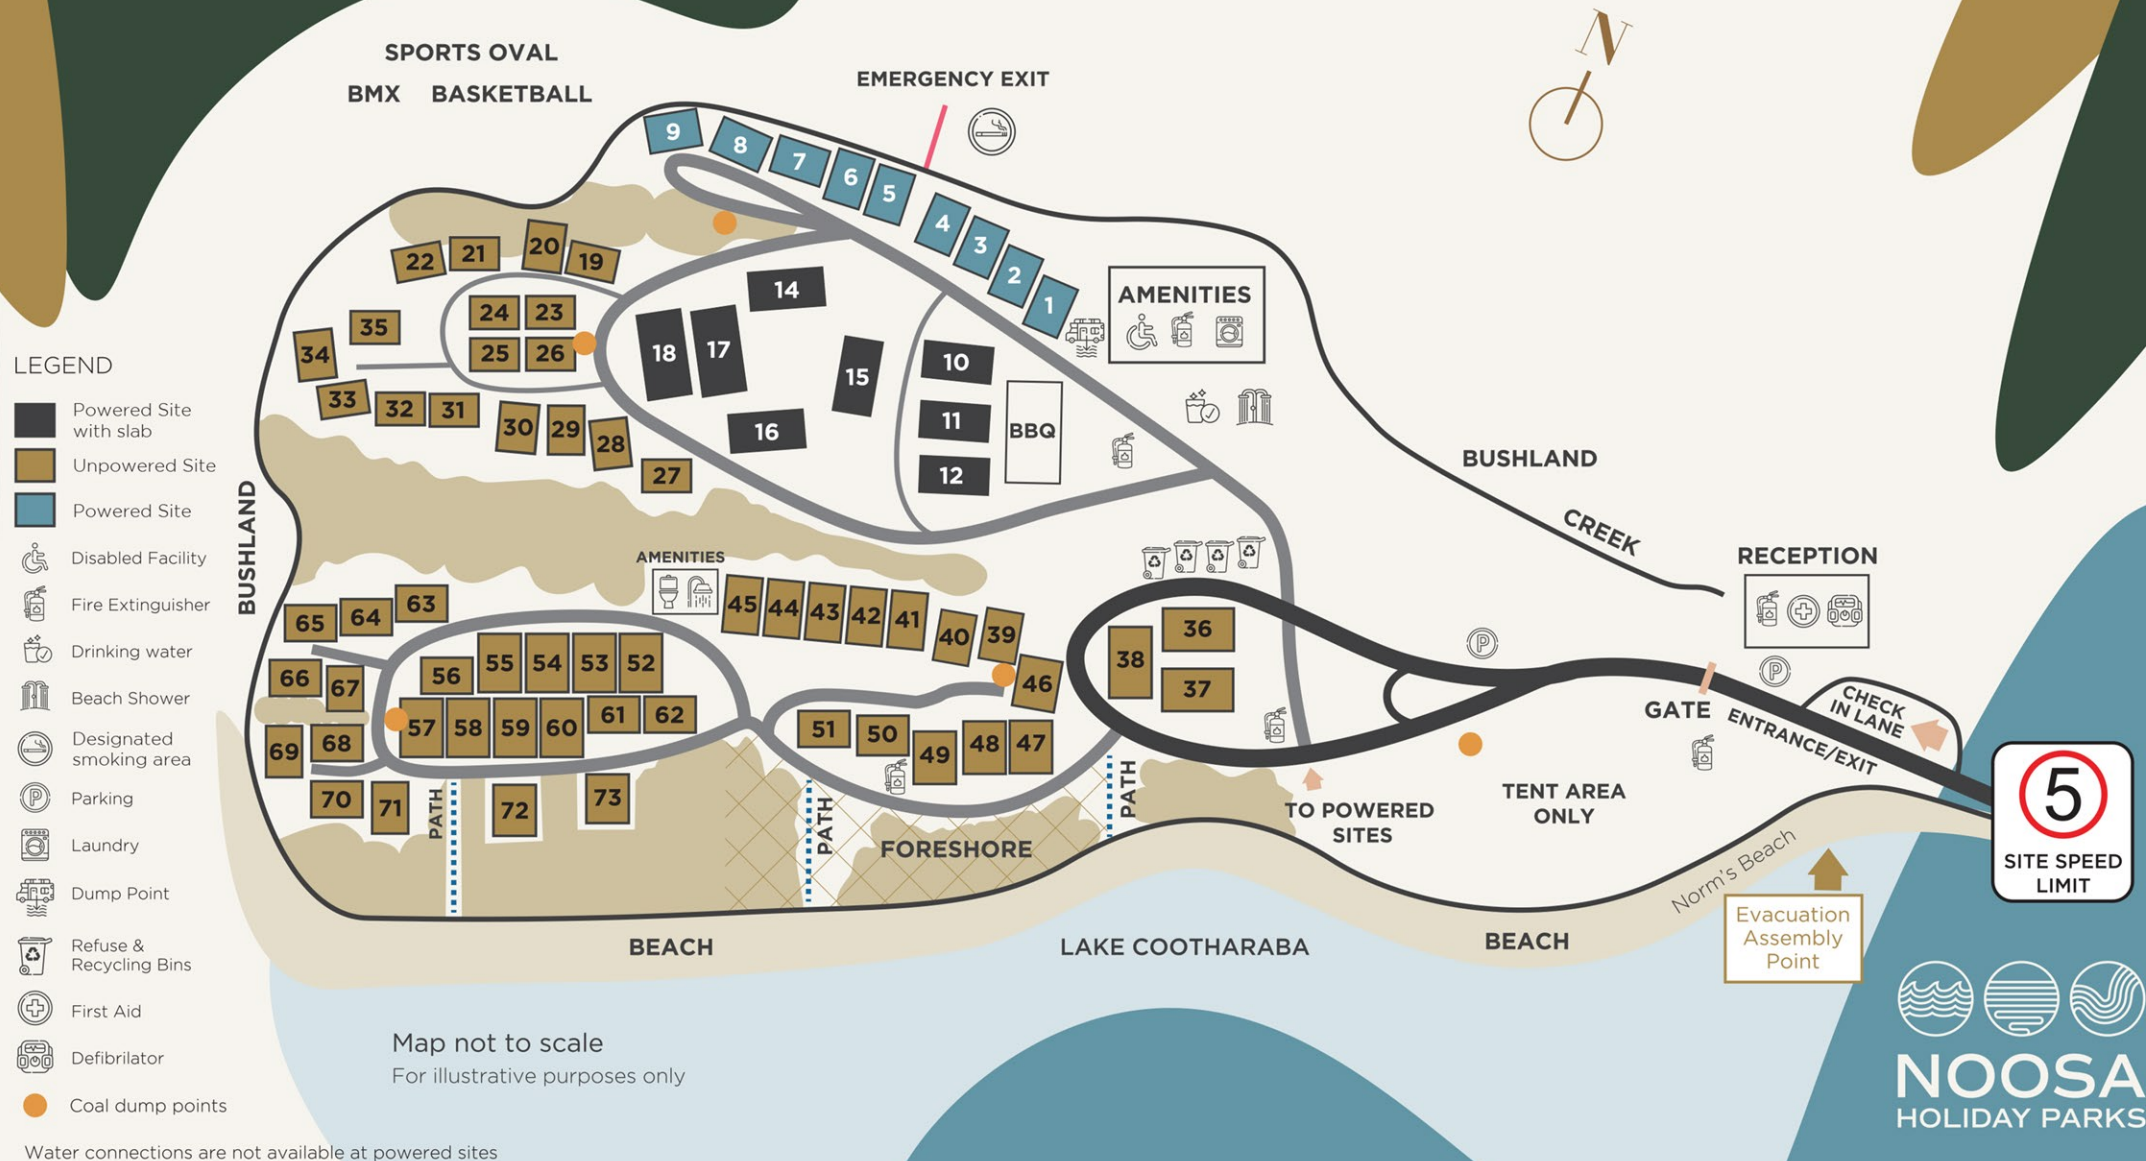 SPORTS OVAL
BMX BASKETBALL
EMERGENCY EXIT
N
9
8
7
6
5
4
3
2
1
AMENITIES
22
21
20
19
24
23
25
26
35
34
33
32
31
30
29
28
27
14
18
17
15
16
10
11
12
BBQ
BUSHLAND
CREEK
BUSHLAND
LEGEND
Powered Site
with slab
Unpowered Site
Powered Site
Disabled Facility
Fire Extinguisher
Drinking water
Beach Shower
Designated
smoking area
P
Parking
Laundry
Dump Point
Refuse &
Recycling Bins
First Aid
Defibrilator
Coal dump points
Water connections are not available at powered sites
AMENITIES
45
44
43
42
41
40
39
46
65
64
63
66
67
56
55
54
53
52
57
58
59
60
61
62
69
68
70
71
72
73
51
50
49
48
47
38
36
37
P
RECEPTION
P
GATE
CHECK
IN LANE
ENTRANCE/EXIT
PATH
PATH
PATH
FORESHORE
TO POWERED
SITES
TENT AREA
ONLY
Norm's Beach
5
SITE SPEED
LIMIT
Evacuation
Assembly
Point
BEACH
LAKE COOTHARABA
BEACH
Map not to scale
For illustrative purposes only
NOOSA
HOLIDAY PARKS